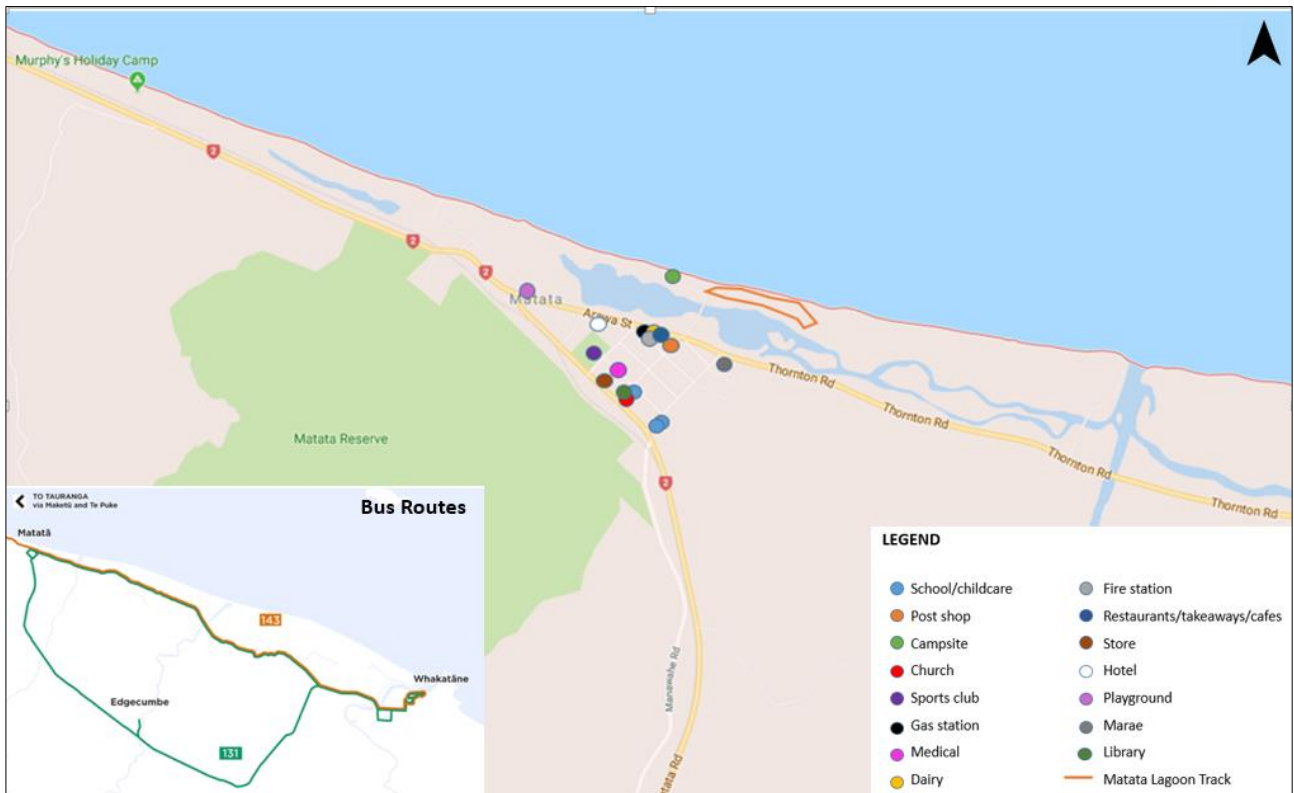 Murphy's Holiday Camp
2
2
2
Matata
Arawa St
Thornton Rd
Thornton Rd
Thornton Rd
Thornton Rd
Matata Reserve
2
Manawahe Rd
tata Rd
TO TAURANGA
via Maketū and Te Puke
Bus Routes
Matatā
143
Whakatāne
Edgecumbe
131
LEGEND
School/childcare
Post shop
Campsite
Church
Sports club
Gas station
Medical
Dairy
Fire station
Restaurants/takeaways/cafes
Store
Hotel
Playground
Marae
Library
Matata Lagoon Track